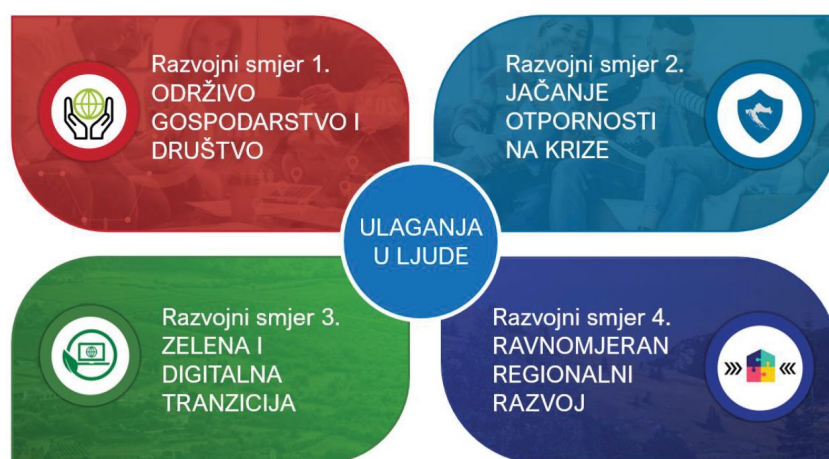 Razvojni smjer 1.
ODRŽIVO
GOSPODARSTVO I
DRUŠTVO
Razvojni smjer 2.
JAČANJE
OTPORNOSTI
NA KRIZE
ULAGANJA
U LJUDE
Razvojni smjer 3.
ZELENA I
DIGITALNA
TRANZICIJA
Razvojni smjer 4.
RAVNOMJERAN
REGIONALNI
RAZVOJ